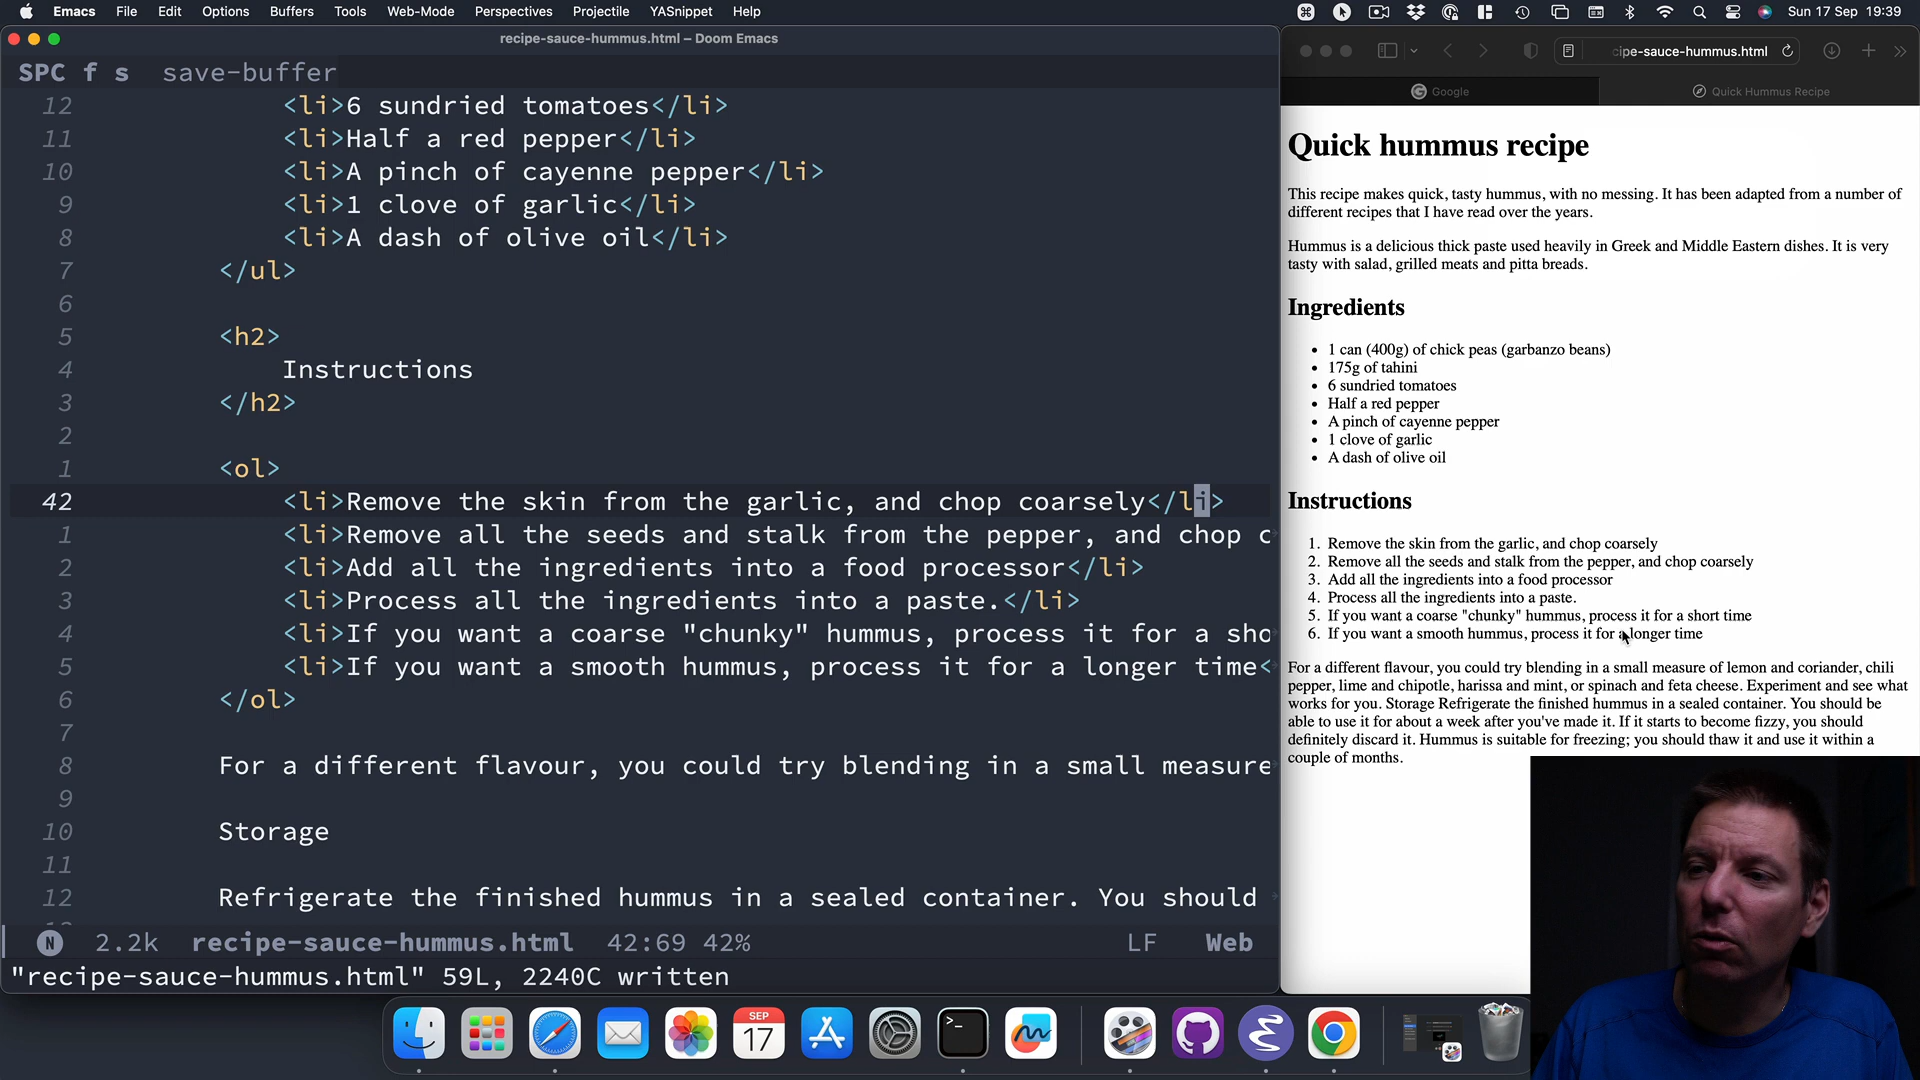 Emacs File Edit Options Buffers Tools Web-Mode Perspectives Projectile YASnippet Help
Sun 17 Sep 19:39
recipe-sauce-hummus.html – Doom Emacs
SPC f s save-buffer
12 <li>6 sundried tomatoes</li>
11 <li>Half a red pepper</li>
10 <li>A pinch of cayenne pepper</li>
9 <li>1 clove of garlic</li>
8 <li>A dash of olive oil</li>
7 </ul>
6
5 <h2>
4 Instructions
3 </h2>
2
1 <ol>
42 <li>Remove the skin from the garlic, and chop coarsely</li>
1 <li>Remove all the seeds and stalk from the pepper, and chop c
2 <li>Add all the ingredients into a food processor</li>
3 <li>Process all the ingredients into a paste.</li>
4 <li>If you want a coarse "chunky" hummus, process it for a sho
5 <li>If you want a smooth hummus, process it for a longer time<
6 </ol>
7
8 For a different flavour, you could try blending in a small measure
9
10 Storage
11
12 Refrigerate the finished hummus in a sealed container. You should
N 2.2k recipe-sauce-hummus.html 42:69 42% LF Web
"recipe-sauce-hummus.html" 59L, 2240C written
cipe-sauce-hummus.html
Google
Quick Hummus Recipe
Quick hummus recipe
This recipe makes quick, tasty hummus, with no messing. It has been adapted from a number of
different recipes that I have read over the years.
Hummus is a delicious thick paste used heavily in Greek and Middle Eastern dishes. It is very
tasty with salad, grilled meats and pitta breads.
Ingredients
• 1 can (400g) of chick peas (garbanzo beans)
• 175g of tahini
• 6 sundried tomatoes
• Half a red pepper
• A pinch of cayenne pepper
• 1 clove of garlic
• A dash of olive oil
Instructions
1. Remove the skin from the garlic, and chop coarsely
2. Remove all the seeds and stalk from the pepper, and chop coarsely
3. Add all the ingredients into a food processor
4. Process all the ingredients into a paste.
5. If you want a coarse "chunky" hummus, process it for a short time
6. If you want a smooth hummus, process it for a longer time
For a different flavour, you could try blending in a small measure of lemon and coriander, chili
pepper, lime and chipotle, harissa and mint, or spinach and feta cheese. Experiment and see what
works for you. Storage Refrigerate the finished hummus in a sealed container. You should be
able to use it for about a week after you've made it. If it starts to become fizzy, you should
definitely discard it. Hummus is suitable for freezing; you should thaw it and use it within a
couple of months.
SEP
17